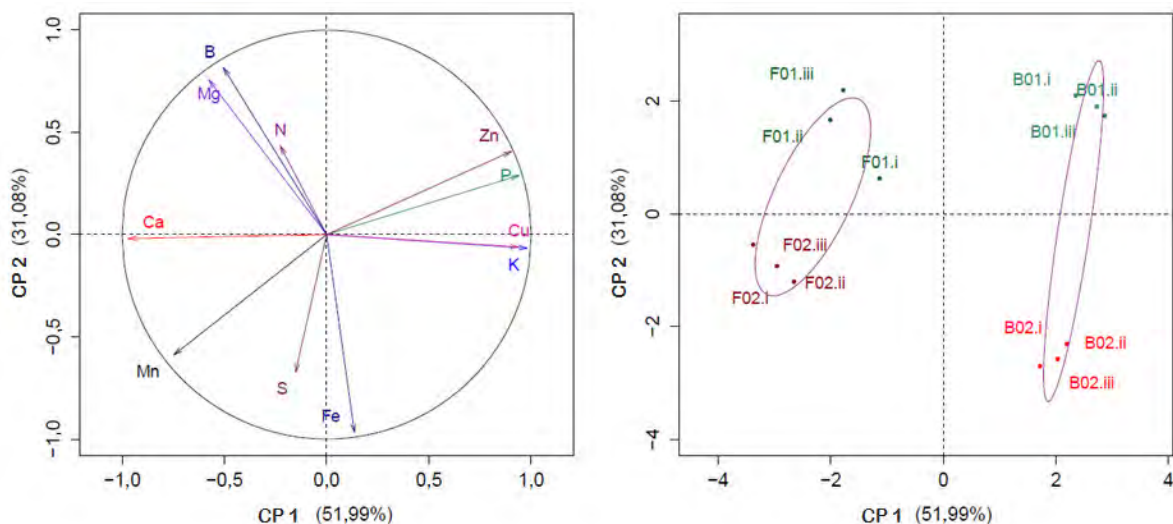 1,0
0,5
0,0
−0,5
−1,0
CP 2 (31,08%)
B
Mg
N
Zn
P
Ca
Cu
K
Mn
S
Fe
−1,0 −0,5 0,0 0,5 1,0
CP 1 (51,99%)
2
0
−2
−4
CP 2 (31,08%)
F01.iii
F01.ii
F01.i
B01.i
B01.ii
B01.iii
F02.iii
F02.i
F02.ii
B02.i
B02.ii
B02.iii
−4 −2 0 2 4
CP 1 (51,99%)